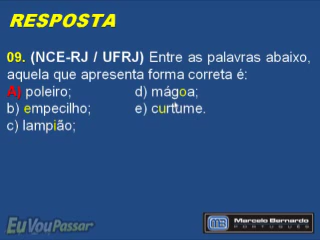 RESPOSTA
09. (NCE-RJ / UFRJ) Entre as palavras abaixo,
aquela que apresenta forma correta é:
A) poleiro; d) mágoa;
b) empecilho; e) curtume.
c) lampião;
EuVouPassar
Marcelo Bernardo
PORTUGUÊS